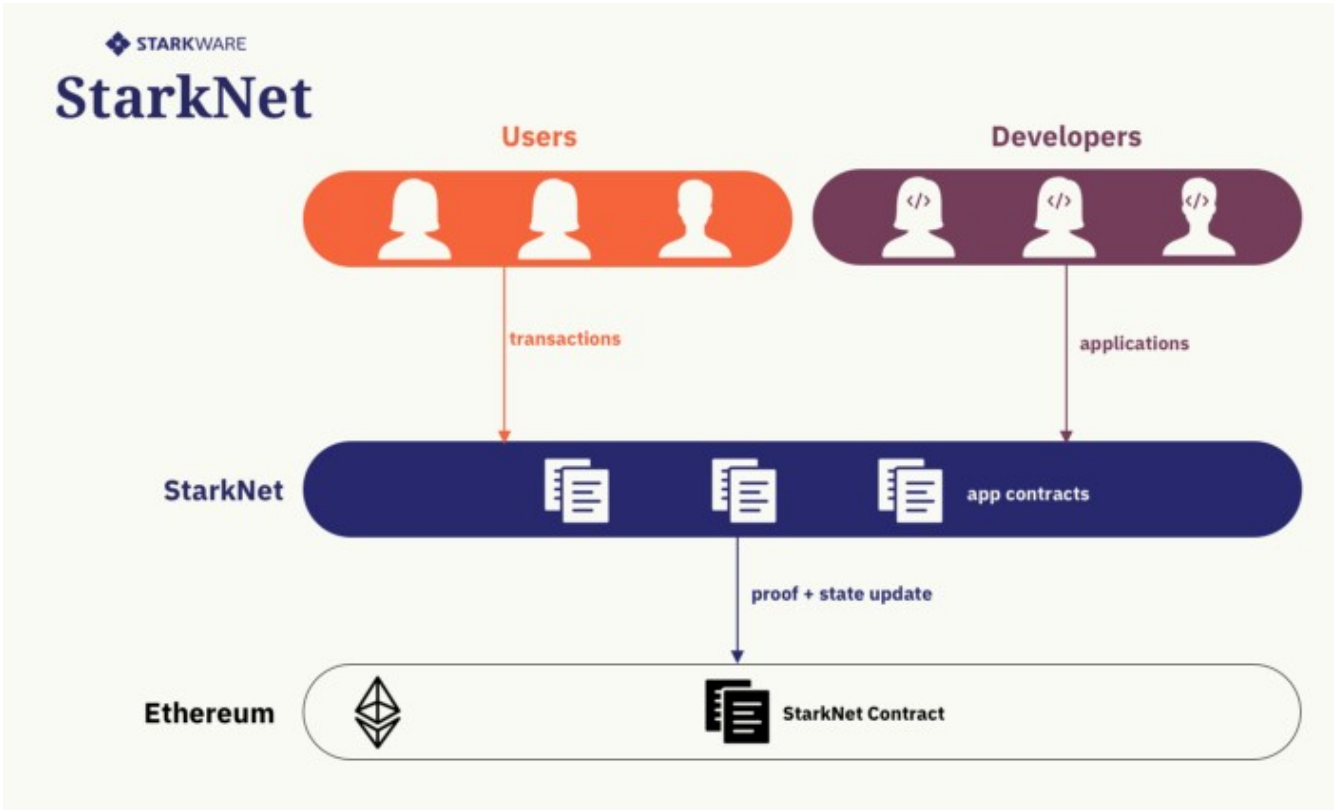 STARKWARE
StarkNet
Users
Developers
</>
</>
</>
transactions
applications
StarkNet
app contracts
proof + state update
Ethereum
StarkNet Contract